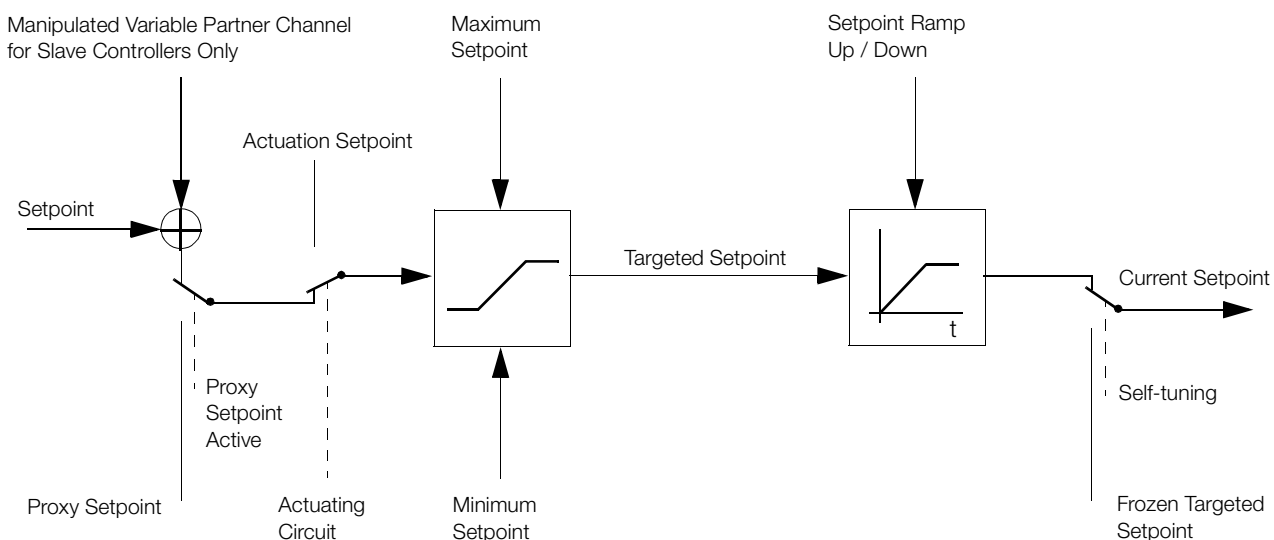 Manipulated Variable Partner Channel
for Slave Controllers Only
Maximum
Setpoint
Setpoint Ramp
Up / Down
Actuation Setpoint
Setpoint
Targeted Setpoint
Current Setpoint
t
Proxy
Setpoint
Active
Self-tuning
Proxy Setpoint
Actuating
Circuit
Minimum
Setpoint
Frozen Targeted
Setpoint